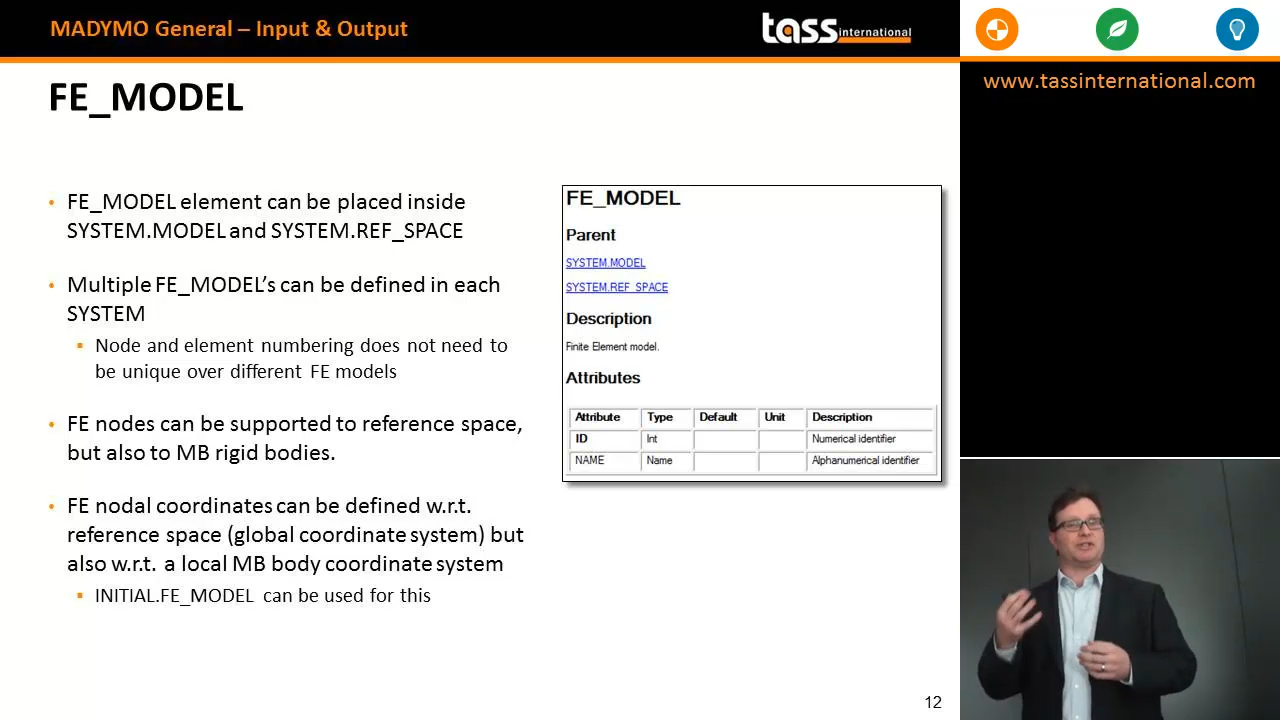 MADYMO General – Input & Output
tass international
www.tassinternational.com
FE_MODEL
• FE_MODEL element can be placed inside
SYSTEM.MODEL and SYSTEM.REF_SPACE
• Multiple FE_MODEL’s can be defined in each
SYSTEM
▪ Node and element numbering does not need to
be unique over different FE models
• FE nodes can be supported to reference space,
but also to MB rigid bodies.
• FE nodal coordinates can be defined w.r.t.
reference space (global coordinate system) but
also w.r.t. a local MB body coordinate system
▪ INITIAL.FE_MODEL can be used for this
FE_MODEL
Parent
SYSTEM.MODEL
SYSTEM.REF_SPACE
Description
Finite Element model.
Attributes
Attribute Type Default Unit Description
ID Int Numerical identifier
NAME Name Alphanumerical identifier
12